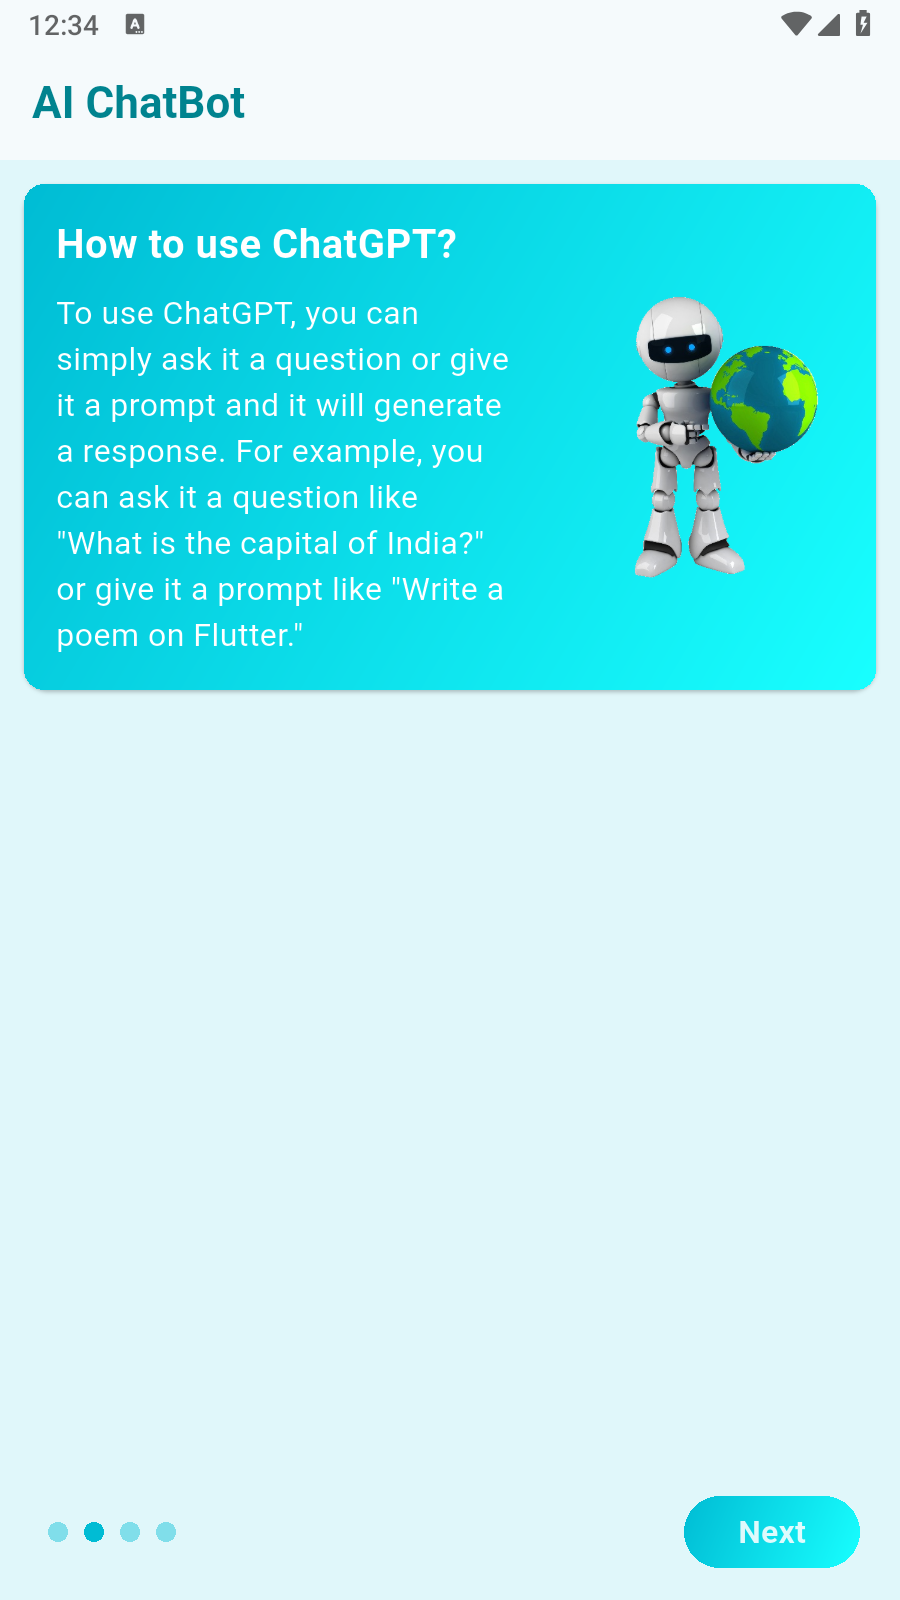 12:34
AI ChatBot
How to use ChatGPT?
To use ChatGPT, you can
simply ask it a question or give
it a prompt and it will generate
a response. For example, you
can ask it a question like
"What is the capital of India?"
or give it a prompt like "Write a
poem on Flutter."
Next